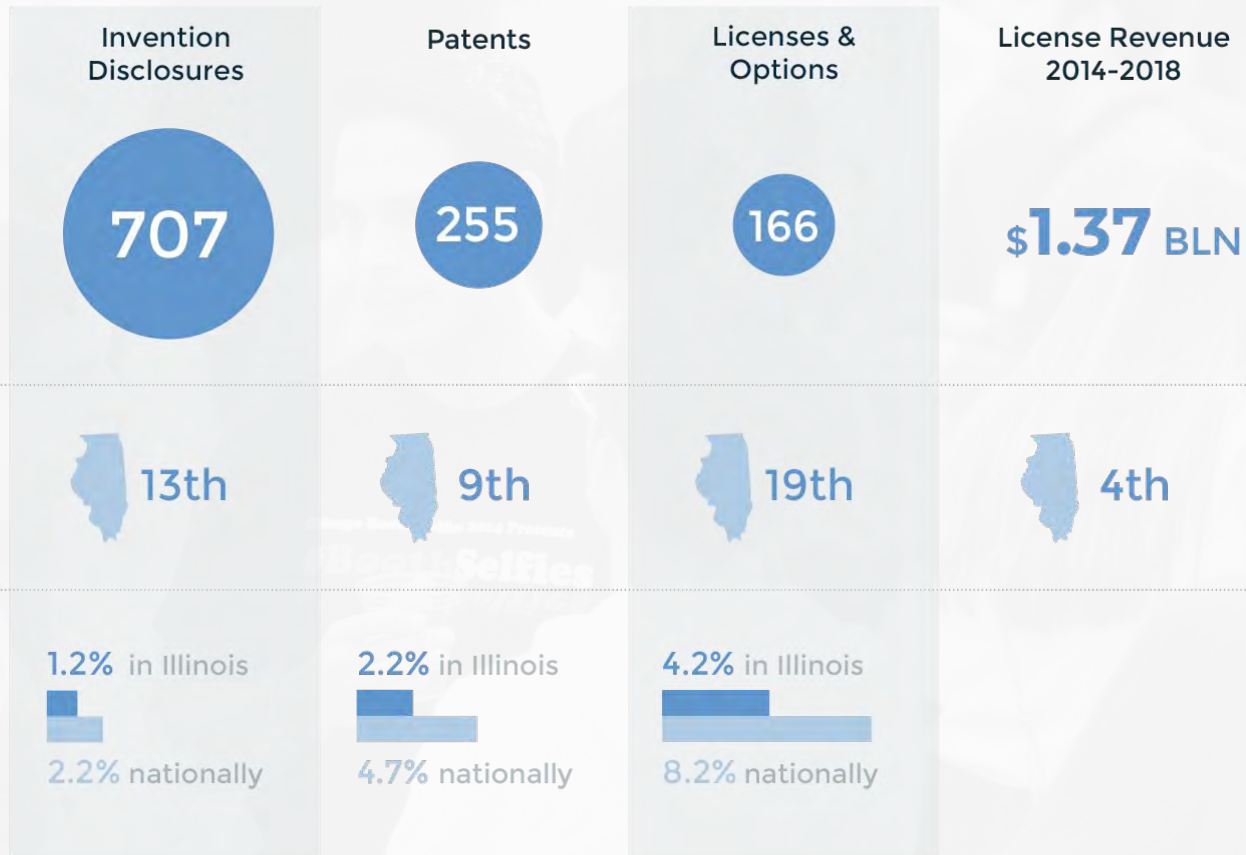 Invention
Disclosures
Patents
Licenses &
Options
License Revenue
2014-2018
707
255
166
$1.37 BLN
13th
9th
19th
4th
Selfies
1.2% in Illinois
2.2% in Illinois
4.2% in Illinois
2.2% nationally
4.7% nationally
8.2% nationally